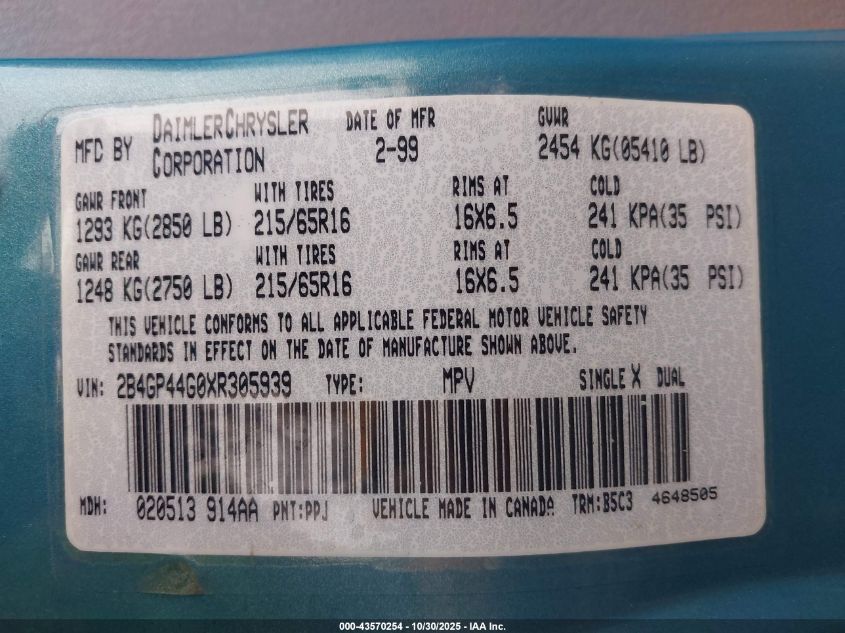 MFD BY DAIMLERCHRYSLER CORPORATION DATE OF MFR 2-99 GVWR 2454 KG(05410 LB)
GAWR FRONT WITH TIRES RIMS AT COLD
1293 KG(2850 LB) 215/65R16 16X6.5 241 KPA(35 PSI)
GAWR REAR WITH TIRES RIMS AT COLD
1248 KG(2750 LB) 215/65R16 16X6.5 241 KPA(35 PSI)
THIS VEHICLE CONFORMS TO ALL APPLICABLE FEDERAL MOTOR VEHICLE SAFETY
STANDARDS IN EFFECT ON THE DATE OF MANUFACTURE SHOWN ABOVE.
VIN: 2B4GP44G0XR305939 TYPE: MPV SINGLE X DUAL
MDH: 020513 914AA PNT:PPJ VEHICLE MADE IN CANADA TRM:B5C3 4648505
000-43570254 - 10/30/2025 - IAA Inc.